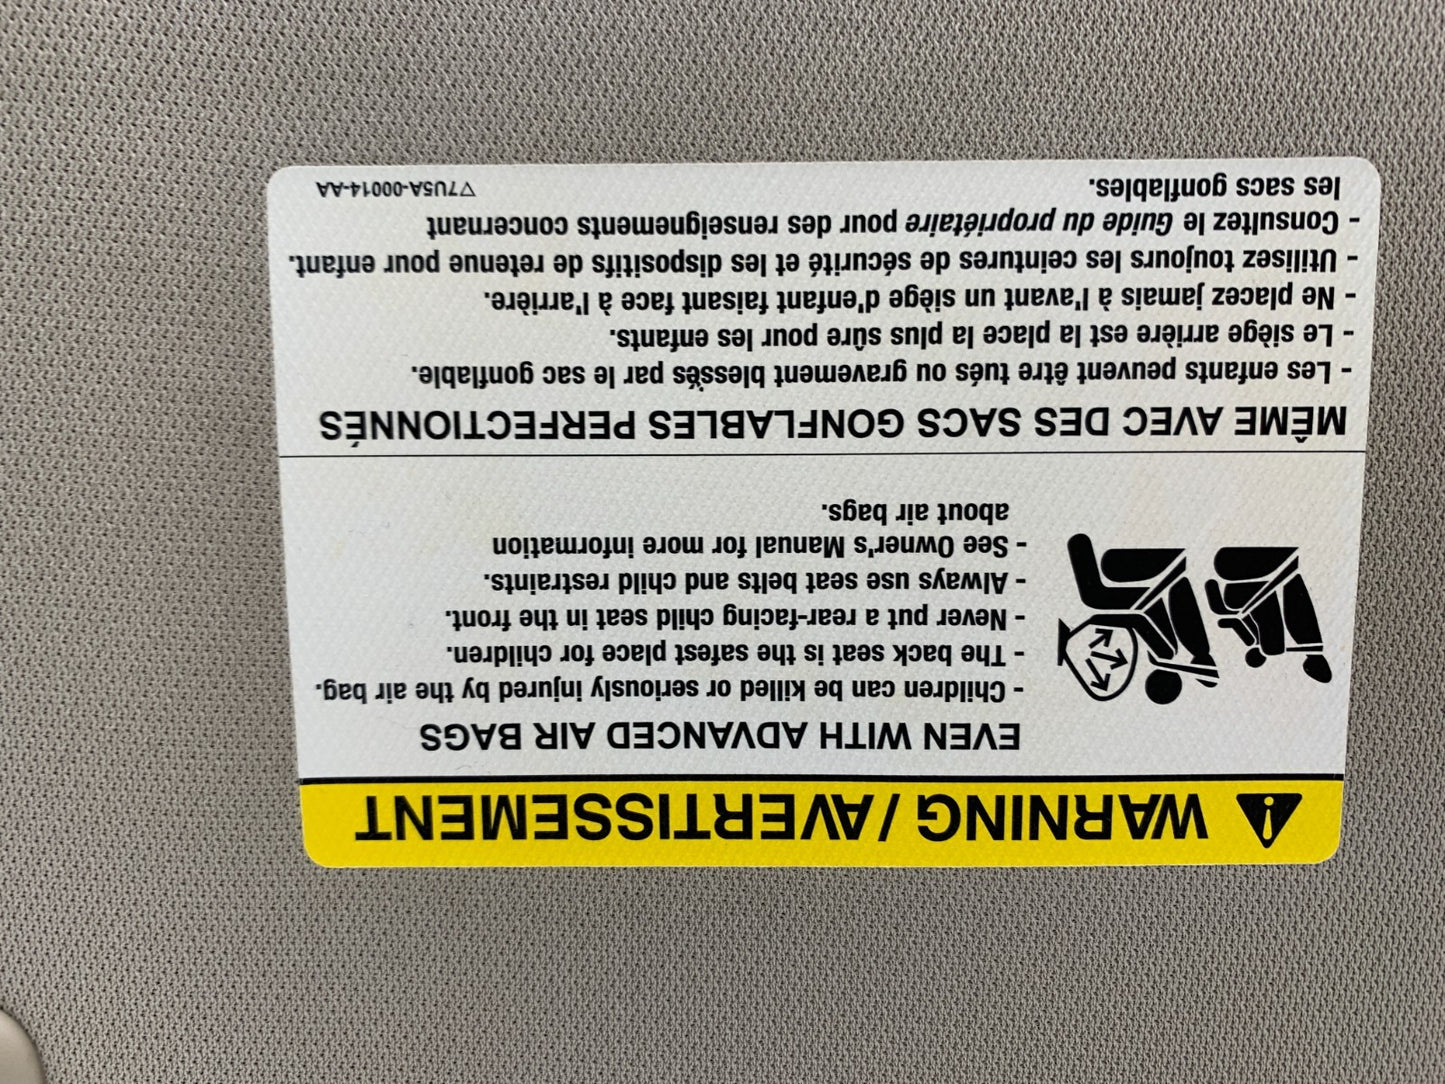 WARNING / AVERTISSEMENT
EVEN WITH ADVANCED AIR BAGS
- Children can be killed or seriously injured by the air bag.
- The back seat is the safest place for children.
- Never put a rear-facing child seat in the front.
- Always use seat belts and child restraints.
- See Owner's Manual for more information
about air bags.
MÊME AVEC DES SACS GONFLABLES PERFECTIONNÉS
- Les enfants peuvent être tués ou gravement blessés par le sac gonflable.
- Le siège arrière est la place la plus sûre pour les enfants.
- Ne placez jamais à l'avant un siège d'enfant faisant face à l'arrière.
- Utilisez toujours les ceintures de sécurité et les dispositifs de retenue pour enfant.
- Consultez le Guide du propriétaire pour des renseignements concernant
les sacs gonflables.
▽7U5A-00014-AA